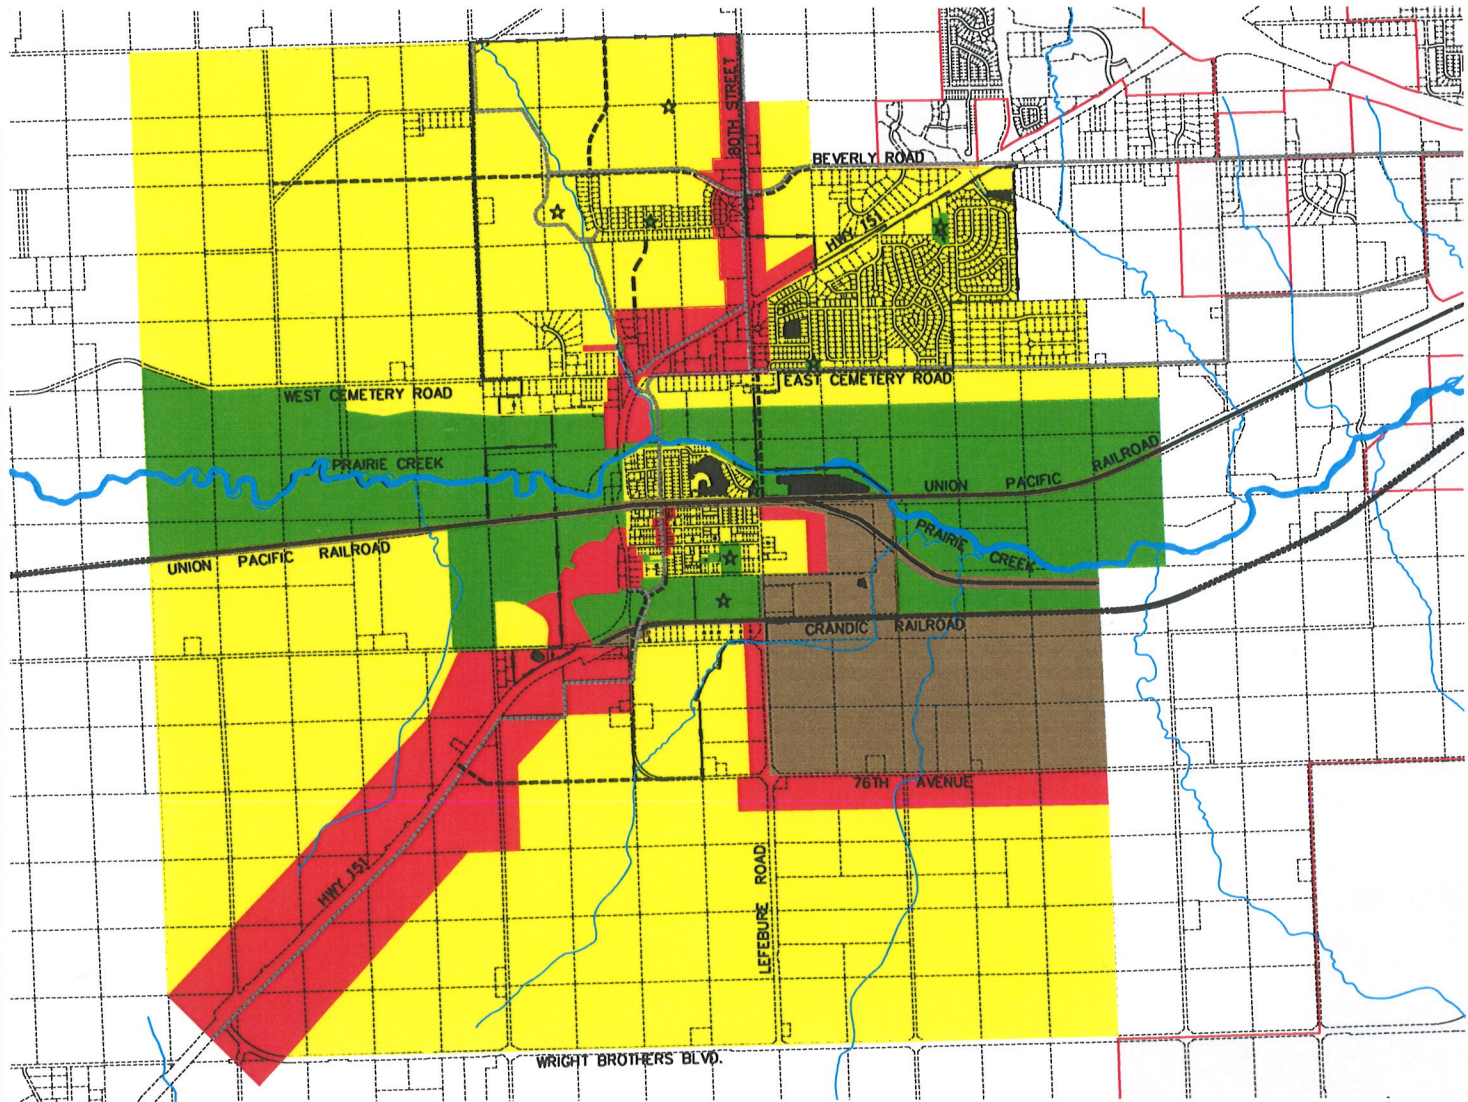 80TH STREET
BEVERLY ROAD
HWY 151
WEST CEMETERY ROAD
EAST CEMETERY ROAD
PRAIRIE CREEK
UNION PACIFIC RAILROAD
UNION PACIFIC RAILROAD
PRAIRIE CREEK
CRANDIC RAILROAD
76TH AVENUE
HWY 151
LEFEBURE ROAD
WRIGHT BROTHERS BLVD.